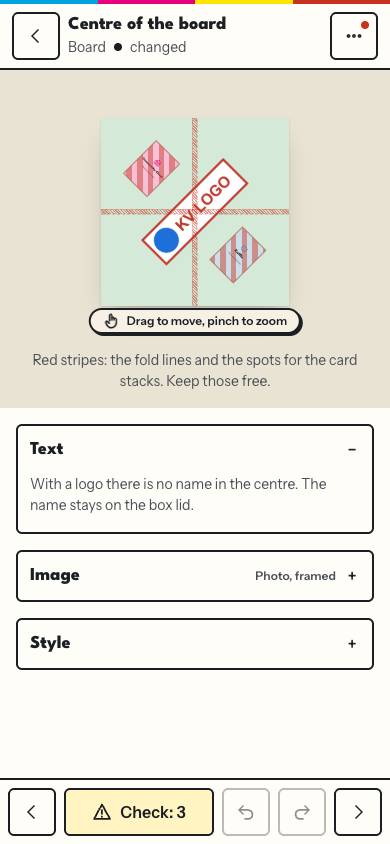 Centre of the board
Board ● changed
KV LOGO
Drag to move, pinch to zoom
Red stripes: the fold lines and the spots for the card
stacks. Keep those free.
Text
With a logo there is no name in the centre. The
name stays on the box lid.
Image Photo, framed +
Style +
Check: 3